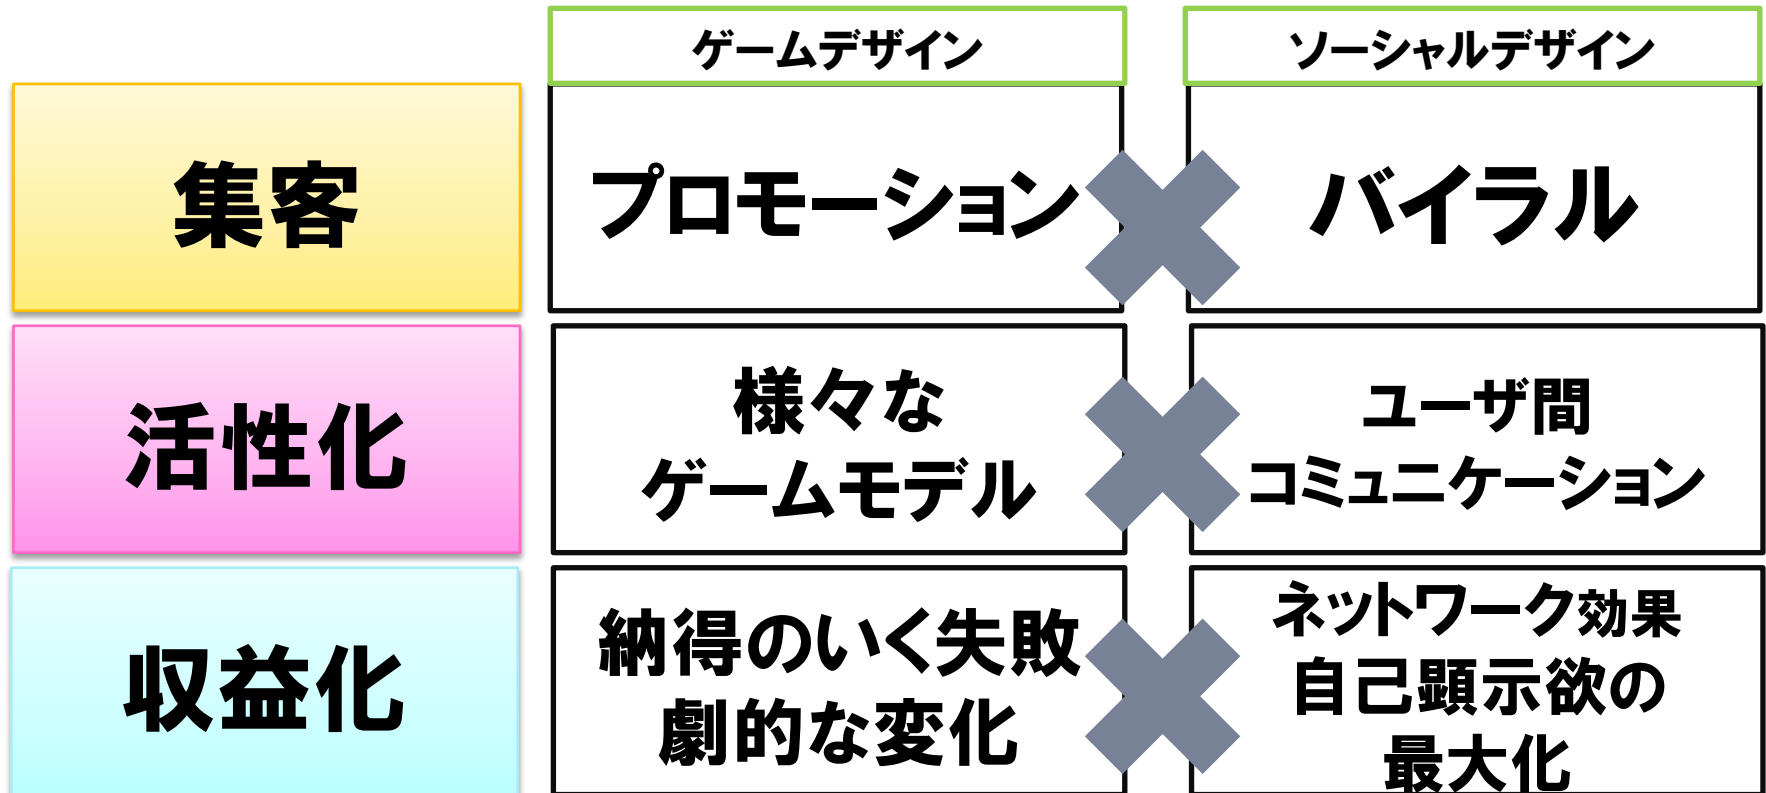 ゲームデザイン
ソーシャルデザイン
集客
プロモーション
バイラル
活性化
様々な
ゲームモデル
ユーザ間
コミュニケーション
収益化
納得のいく失敗
劇的な変化
ネットワーク効果
自己顕示欲の
最大化